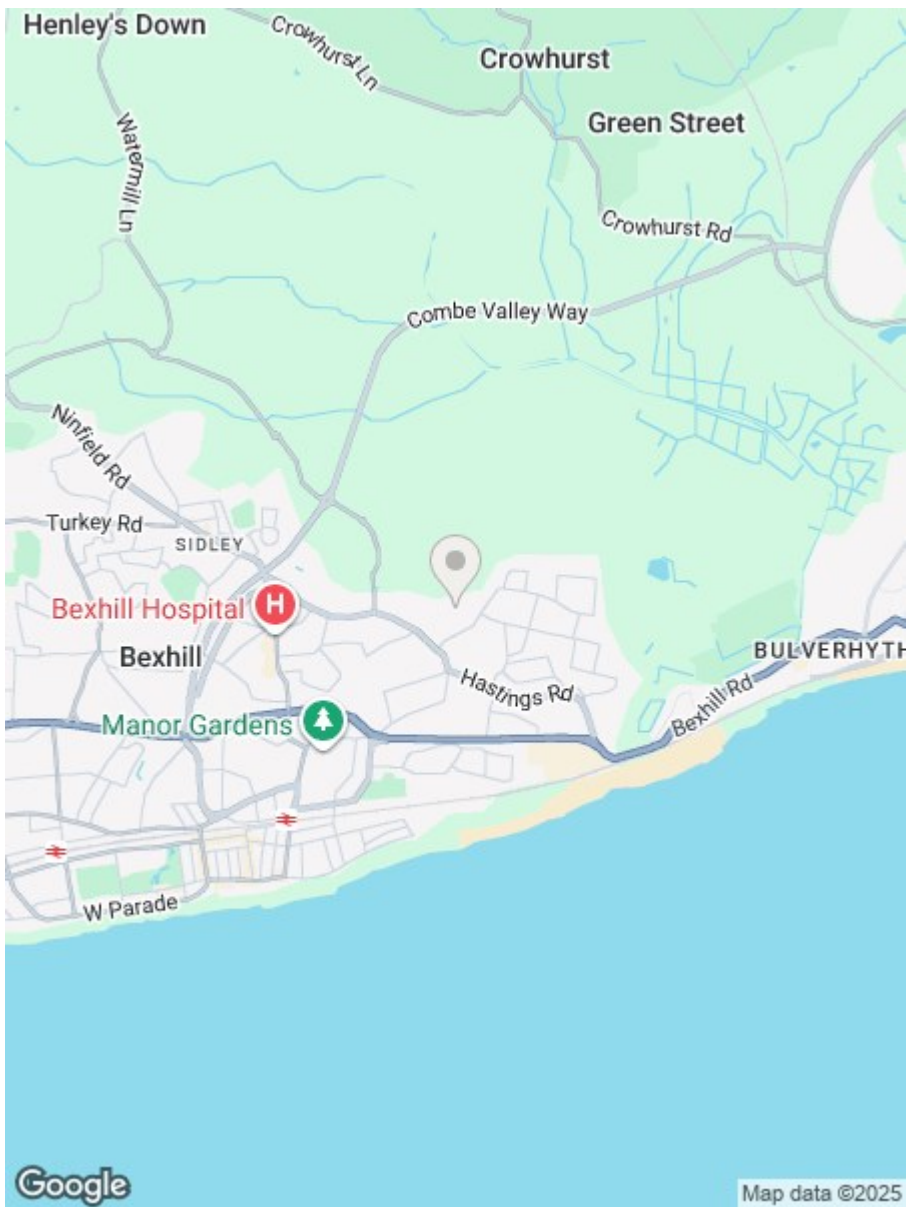 Henley's Down
Crowhurst Ln
Crowhurst
Green Street
Watermill Ln
Crowhurst Rd
Combe Valley Way
Ninfield Rd
Turkey Rd
SIDLEY
Bexhill Hospital
H
Bexhill
BULVERHYTH
Hastings Rd
Bexhill Rd
Manor Gardens
W Parade
Google
Map data ©2025